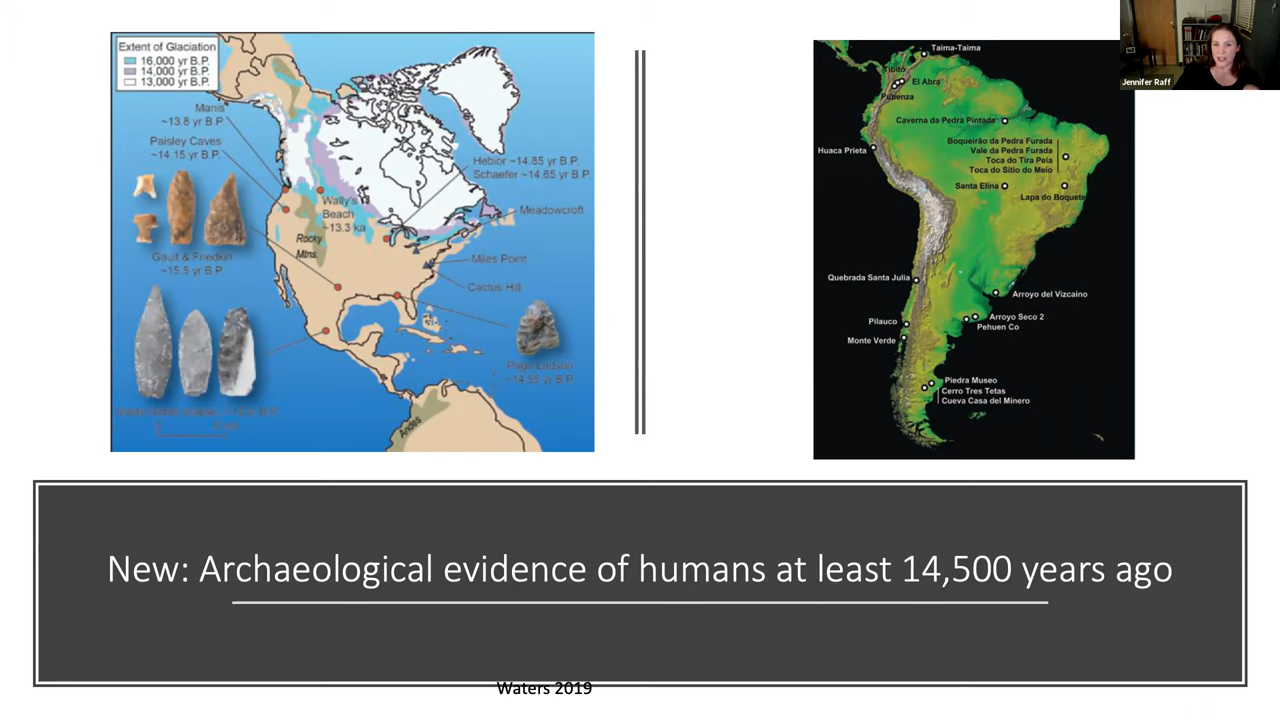 Extent of Glaciation
16,000 yr B.P.
14,000 yr B.P.
13,000 yr B.P.
Manis
~13.8 yr B.P.
Paisley Caves
~14.15 yr B.P.
Gault & Friedkin
~15.5 yr B.P.
Wally's
Beach
~13.3 ka
Rocky
Mtns.
Hebior ~14.85 yr B.P.
Schaefer ~14.65 yr B.P.
Meadowcroft
Miles Point
Cactus Hill
Page-Ladson
~14.55 yr B.P.
Andes
Taima-Taima
Tibitó
El Abra
Pubenza
Caverna da Pedra Pintada
Huaca Prieta
Boqueirão da Pedra Furada
Vale da Pedra Furada
Toca do Tira Peia
Toca do Sitio do Meio
Santa Elina
Lapa do Boquete
Quebrada Santa Julia
Arroyo del Vizcaino
Pilauco
Arroyo Seco 2
Pehuen Co
Monte Verde
Piedra Museo
Cerro Tres Tetas
Cueva Casa del Minero
Jennifer Raff
New: Archaeological evidence of humans at least 14,500 years ago
Waters 2019